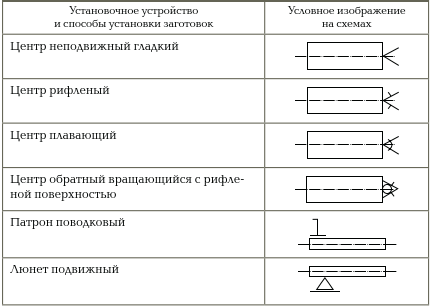 Установочное устройство
и способы установки заготовок
Условное изображение
на схемах
Центр неподвижный гладкий
Центр рифленый
Центр плавающий
Центр обратный вращающийся с рифле-
ной поверхностью
Патрон поводковый
Люнет подвижный